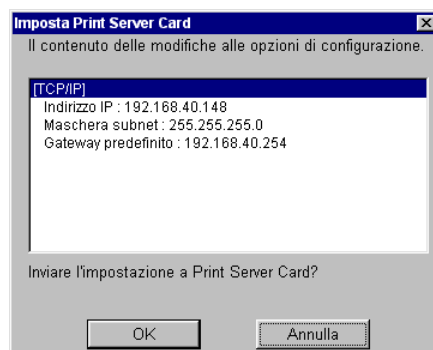 Imposta Print Server Card
Il contenuto delle modifiche alle opzioni di configurazione.
[TCP/IP]
Indirizzo IP : 192.168.40.148
Maschera subnet : 255.255.255.0
Gateway predefinito : 192.168.40.254
Inviare l'impostazione a Print Server Card?
OK Annulla